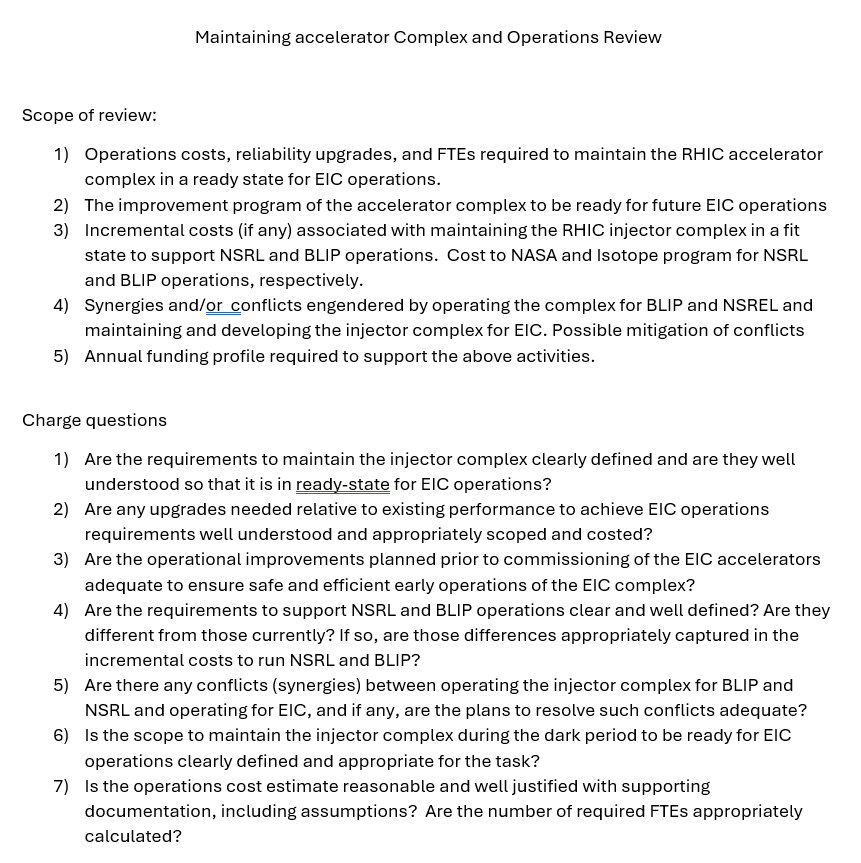 Maintaining accelerator Complex and Operations Review
Scope of review:
1) Operations costs, reliability upgrades, and FTEs required to maintain the RHIC accelerator
complex in a ready state for EIC operations.
2) The improvement program of the accelerator complex to be ready for future EIC operations
3) Incremental costs (if any) associated with maintaining the RHIC injector complex in a fit
state to support NSRL and BLIP operations.  Cost to NASA and Isotope program for NSRL
and BLIP operations, respectively.
4) Synergies and/or  conflicts engendered by operating the complex for BLIP and NSREL and
maintaining and developing the injector complex for EIC. Possible mitigation of conflicts
5) Annual funding profile required to support the above activities.
Charge questions
1) Are the requirements to maintain the injector complex clearly defined and are they well
understood so that it is in ready-state for EIC operations?
2) Are any upgrades needed relative to existing performance to achieve EIC operations
requirements well understood and appropriately scoped and costed?
3) Are the operational improvements planned prior to commissioning of the EIC accelerators
adequate to ensure safe and efficient early operations of the EIC complex?
4) Are the requirements to support NSRL and BLIP operations clear and well defined? Are they
different from those currently? If so, are those differences appropriately captured in the
incremental costs to run NSRL and BLIP?
5) Are there any conflicts (synergies) between operating the injector complex for BLIP and
NSRL and operating for EIC, and if any, are the plans to resolve such conflicts adequate?
6) Is the scope to maintain the injector complex during the dark period to be ready for EIC
operations clearly defined and appropriate for the task?
7) Is the operations cost estimate reasonable and well justified with supporting
documentation, including assumptions?  Are the number of required FTEs appropriately
calculated?